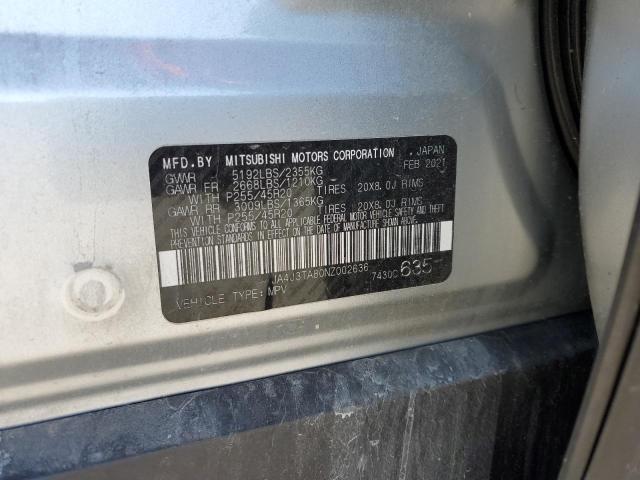 MFD.BY MITSUBISHI MOTORS CORPORATION . JAPAN
GVWR 5192LBS/2355KG FEB 2021
GAWR FR 2668LBS/1210KG
WITH P255/45R20 TIRES 20X8.0J RIMS
GAWR RR 3009LBS/1365KG
WITH P255/45R20 TIRES 20X8.0J RIMS
THIS VEHICLE CONFORMS TO ALL APPLICABLE FEDERAL MOTOR VEHICLE SAFETY AND THEFT
PREVENTION STANDARDS IN EFFECT ON THE DATE OF MANUFACTURE SHOWN ABOVE.
JA4J3TA80NZ002636 7430C 635
VEHICLE TYPE: MPV